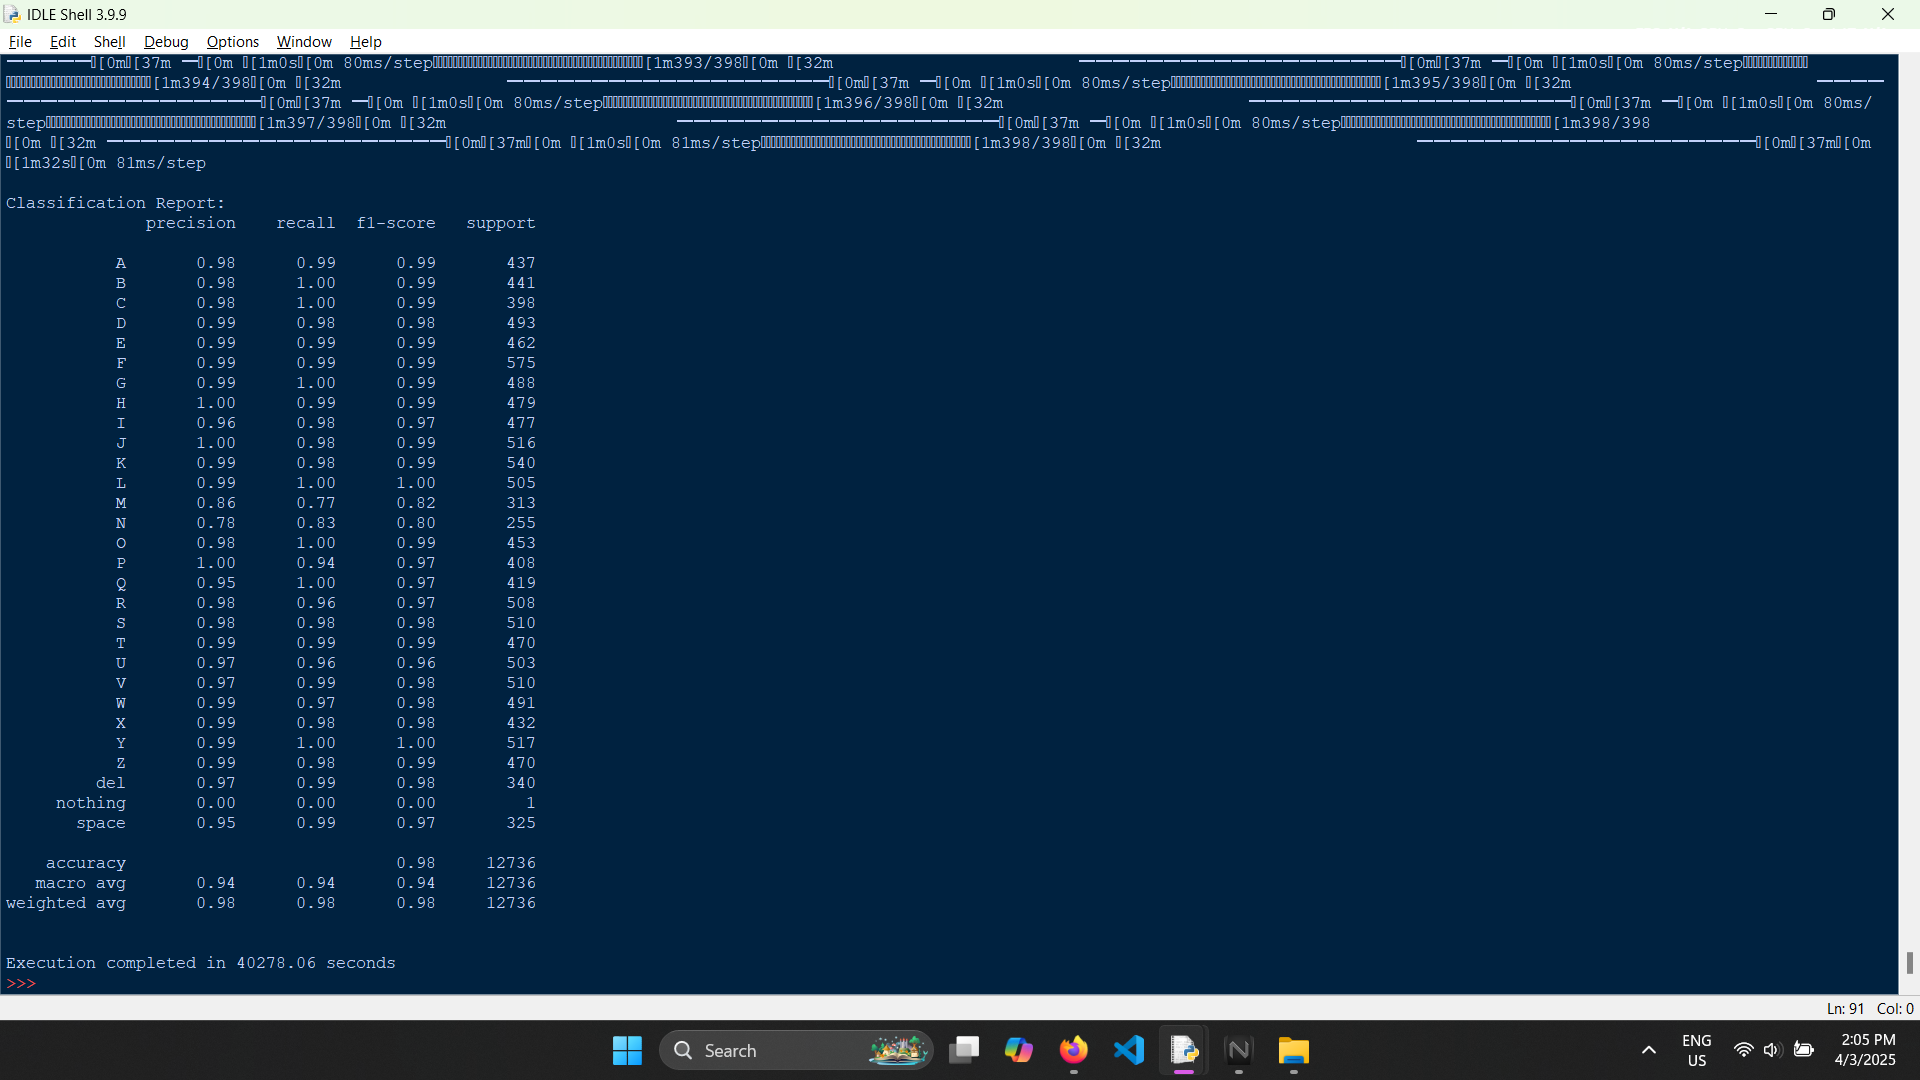 IDLE Shell 3.9.9
File Edit Shell Debug Options Window Help
[0m[37m ━━[0m [1m0s[0m 80ms/step[1m393/398[0m [32m ━━━━━━━━━━━━━━━━━━━[0m[37m ━[0m [1m0s[0m 80ms/step
[1m394/398[0m [32m ━━━━━━━━━━━━━━━━━━━[0m[37m ━[0m [1m0s[0m 80ms/step[1m395/398[0m [32m ━━━━
━━━━━━━━━━━━━━━[0m[37m ━[0m [1m0s[0m 80ms/step[1m396/398[0m [32m ━━━━━━━━━━━━━━━━━━━[0m[37m ━[0m [1m0s[0m 80ms/
step[1m397/398[0m [32m ━━━━━━━━━━━━━━━━━━━[0m[37m ━[0m [1m0s[0m 80ms/step[1m398/398
[0m [32m ━━━━━━━━━━━━━━━━━━━━[0m[37m[0m [1m0s[0m 81ms/step[1m398/398[0m [32m ━━━━━━━━━━━━━━━━━━━━[0m[37m[0m
[1m32s[0m 81ms/step
Classification Report:
precision recall f1-score support
A 0.98 0.99 0.99 437
B 0.98 1.00 0.99 441
C 0.98 1.00 0.99 398
D 0.99 0.98 0.98 493
E 0.99 0.99 0.99 462
F 0.99 0.99 0.99 575
G 0.99 1.00 0.99 488
H 1.00 0.99 0.99 479
I 0.96 0.98 0.97 477
J 1.00 0.98 0.99 516
K 0.99 0.98 0.99 540
L 0.99 1.00 1.00 505
M 0.86 0.77 0.82 313
N 0.78 0.83 0.80 255
O 0.98 1.00 0.99 453
P 1.00 0.94 0.97 408
Q 0.95 1.00 0.97 419
R 0.98 0.96 0.97 508
S 0.98 0.98 0.98 510
T 0.99 0.99 0.99 470
U 0.97 0.96 0.96 503
V 0.97 0.99 0.98 510
W 0.99 0.97 0.98 491
X 0.99 0.98 0.98 432
Y 0.99 1.00 1.00 517
Z 0.99 0.98 0.99 470
del 0.97 0.99 0.98 340
nothing 0.00 0.00 0.00 1
space 0.95 0.99 0.97 325
accuracy 0.98 12736
macro avg 0.94 0.94 0.94 12736
weighted avg 0.98 0.98 0.98 12736
Execution completed in 40278.06 seconds
>>>
Ln: 91 Col: 0
Search
ENG
US
2:05 PM
4/3/2025